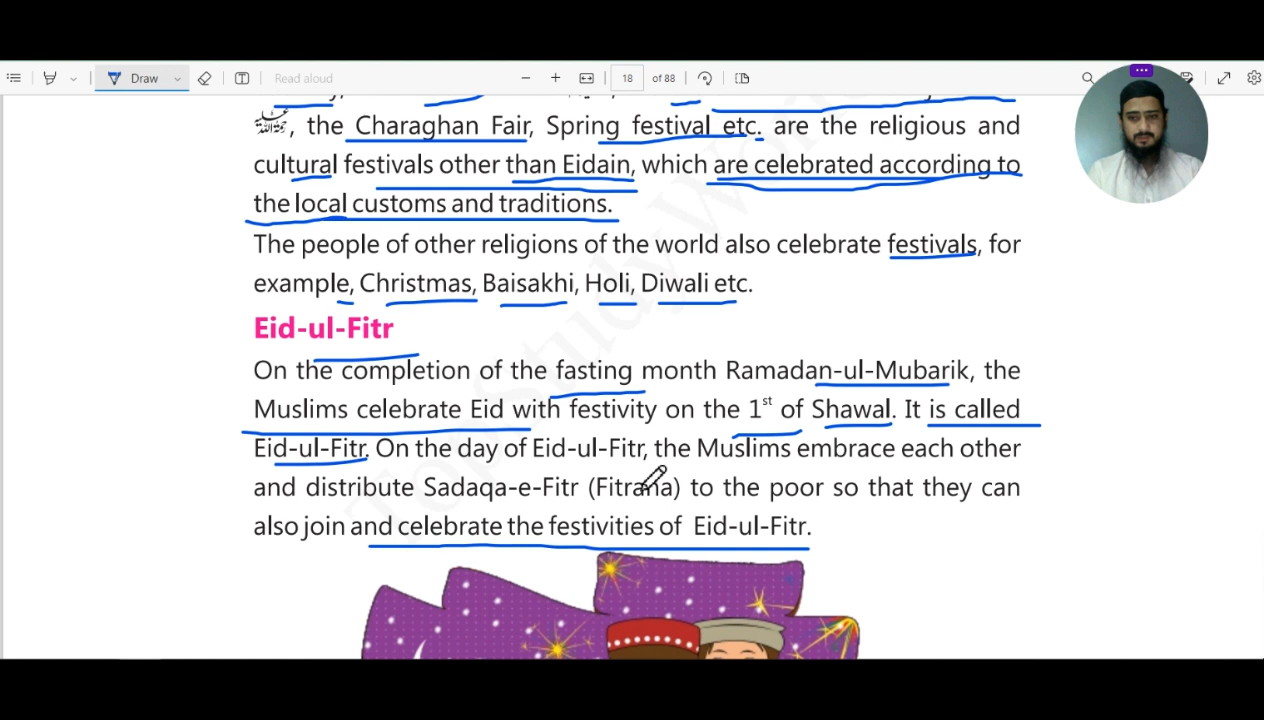 Draw
Read aloud
18 of 88
رحمۃ اللہ علیہ, the Charaghan Fair, Spring festival etc. are the religious and
cultural festivals other than Eidain, which are celebrated according to
the local customs and traditions.
The people of other religions of the world also celebrate festivals, for
example, Christmas, Baisakhi, Holi, Diwali etc.
Eid-ul-Fitr
On the completion of the fasting month Ramadan-ul-Mubarik, the
Muslims celebrate Eid with festivity on the 1st of Shawal. It is called
Eid-ul-Fitr. On the day of Eid-ul-Fitr, the Muslims embrace each other
and distribute Sadaqa-e-Fitr (Fitrana) to the poor so that they can
also join and celebrate the festivities of Eid-ul-Fitr.